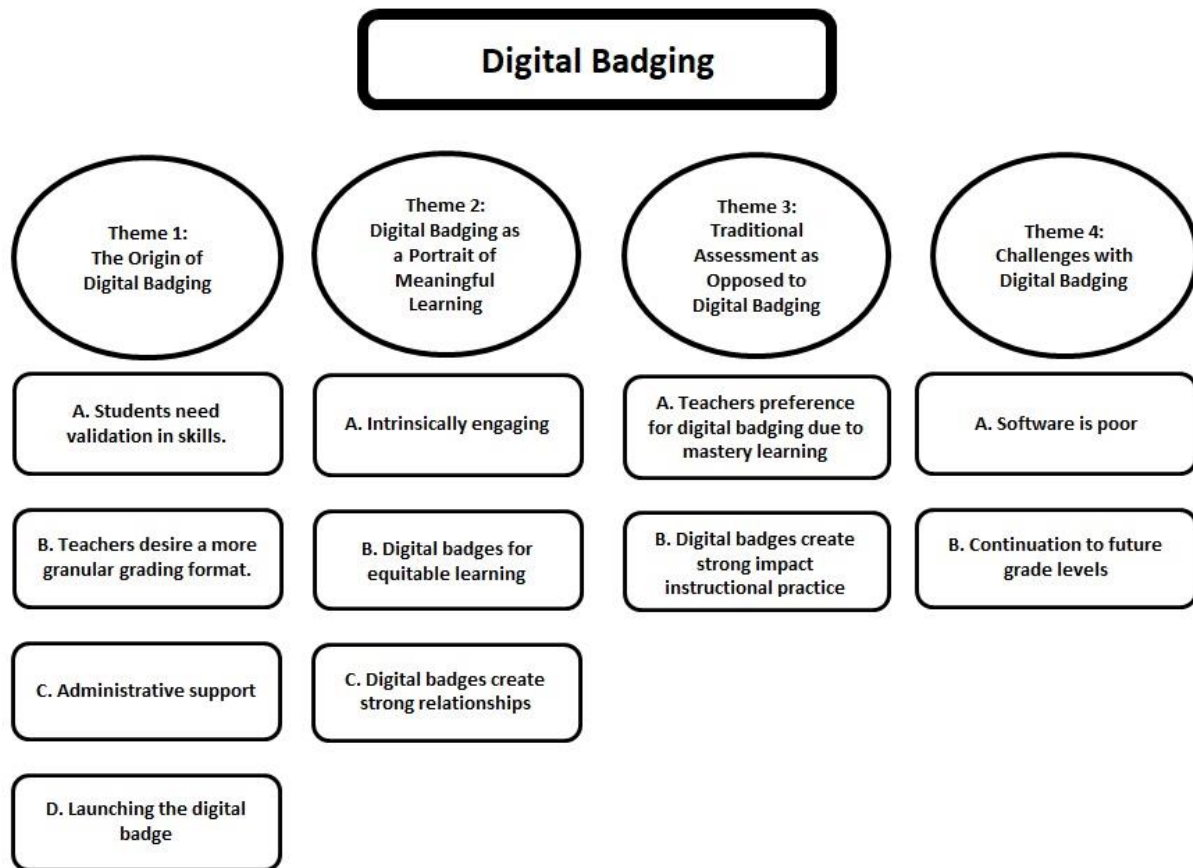 Digital Badging
Theme 1:
The Origin of
Digital Badging
Theme 2:
Digital Badging as
a Portrait of
Meaningful
Learning
Theme 3:
Traditional
Assessment as
Opposed to
Digital Badging
Theme 4:
Challenges with
Digital Badging
A. Students need
validation in skills.
A. Intrinsically engaging
A. Teachers preference
for digital badging due to
mastery learning
A. Software is poor
B. Teachers desire a more
granular grading format.
B. Digital badges for
equitable learning
B. Digital badges create
strong impact
instructional practice
B. Continuation to future
grade levels
C. Administrative support
C. Digital badges create
strong relationships
D. Launching the digital
badge